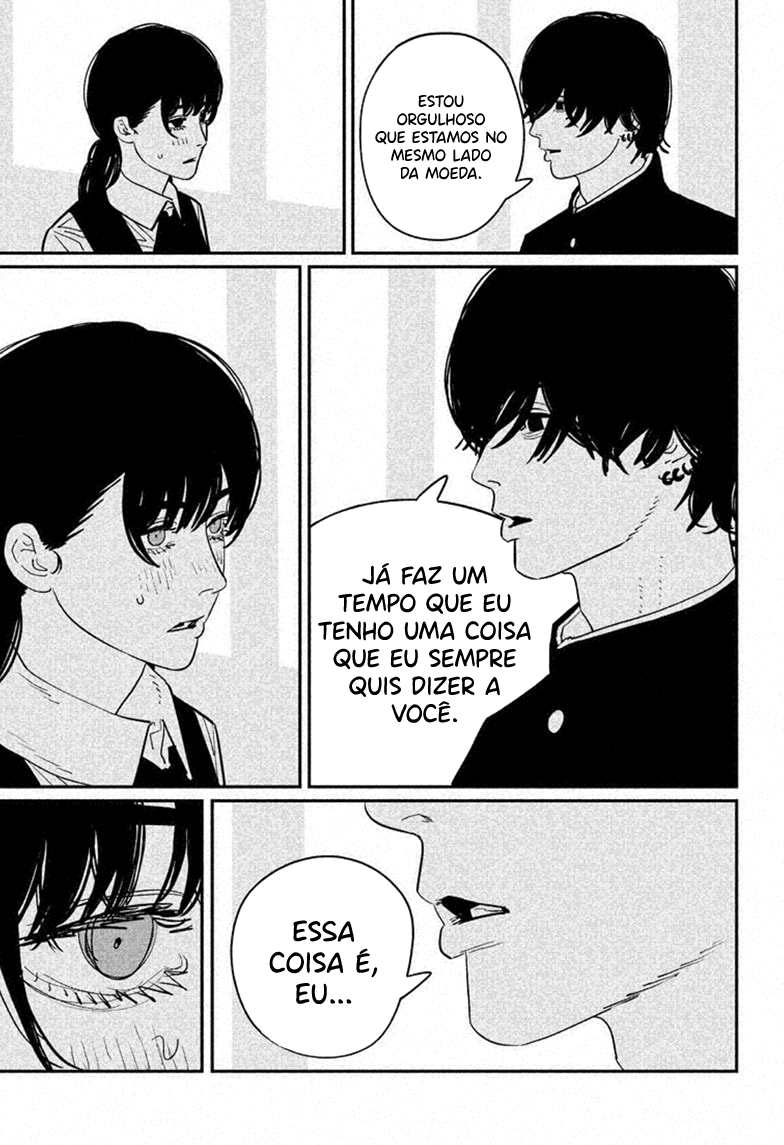 ESTOU
ORGULHOSO
QUE ESTAMOS NO
MESMO LADO
DA MOEDA.
JÁ FAZ UM
TEMPO QUE EU
TENHO UMA COISA
QUE EU SEMPRE
QUIS DIZER A
VOCÊ.
ESSA
COISA É,
EU...